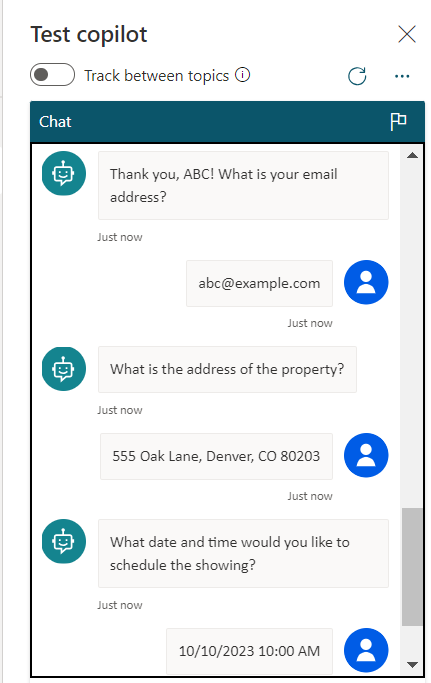 Test copilot
Track between topics
Chat
Thank you, ABC! What is your email
address?
Just now
abc@example.com
Just now
What is the address of the property?
Just now
555 Oak Lane, Denver, CO 80203
Just now
What date and time would you like to
schedule the showing?
Just now
10/10/2023 10:00 AM